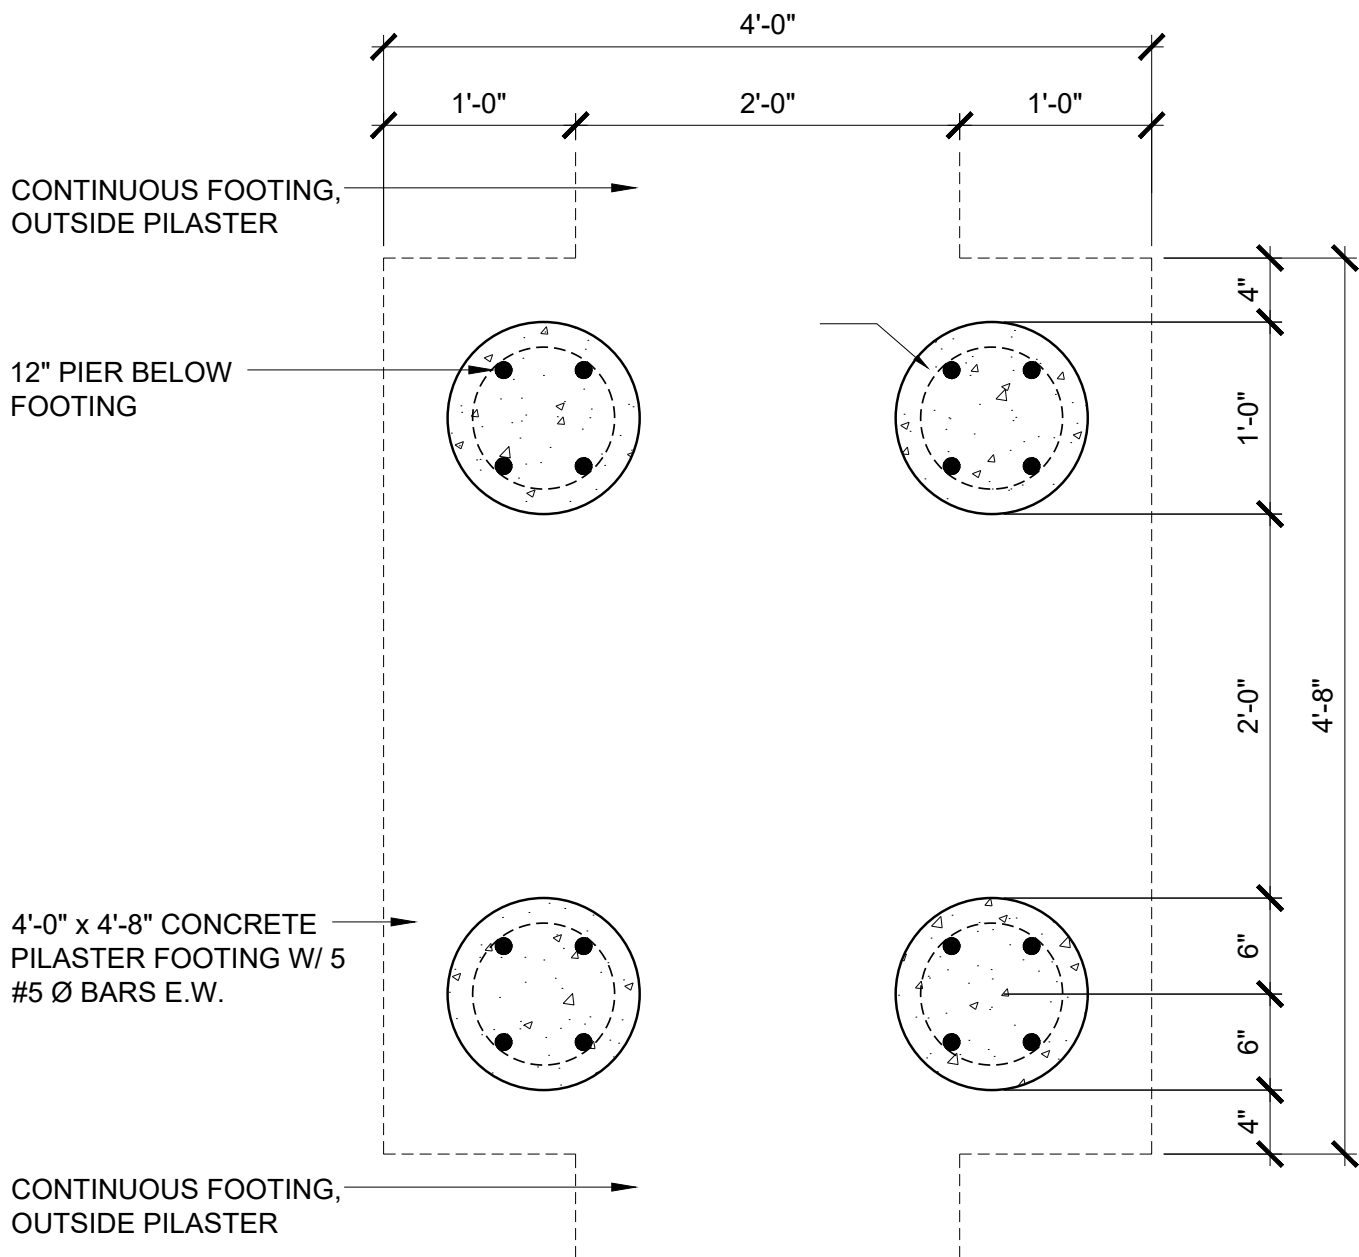 4'-0"
1'-0"
2'-0"
1'-0"
CONTINUOUS FOOTING,
OUTSIDE PILASTER
4"
12" PIER BELOW
FOOTING
1'-0"
2'-0"
4'-8"
4'-0" x 4'-8" CONCRETE
PILASTER FOOTING W/ 5
#5 Ø BARS E.W.
6"
6"
4"
CONTINUOUS FOOTING,
OUTSIDE PILASTER